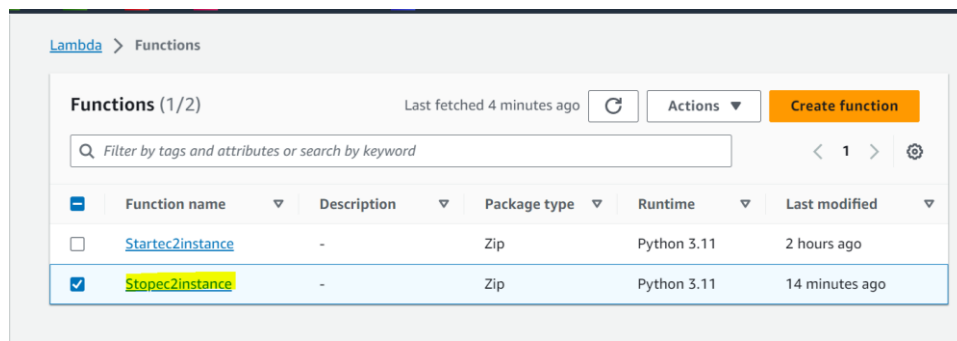 Lambda > Functions
Functions (1/2) Last fetched 4 minutes ago Actions Create function
Filter by tags and attributes or search by keyword 1
Function name Description Package type Runtime Last modified
Startec2instance - Zip Python 3.11 2 hours ago
Stopec2instance - Zip Python 3.11 14 minutes ago